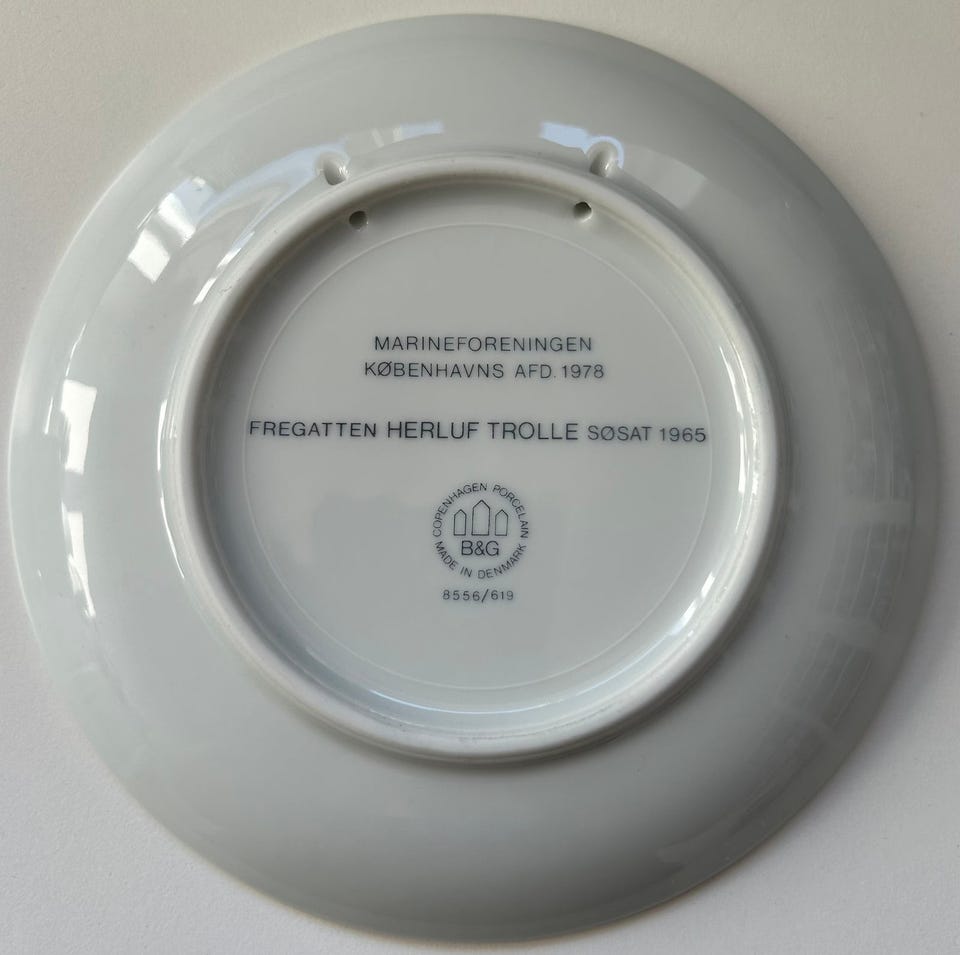 MARINEFORENINGEN
KØBENHAVNS AFD. 1978
FREGATTEN HERLUF TROLLE SØSAT 1965
COPENHAGEN PORCELAIN
B&G
MADE IN DENMARK
8556/619